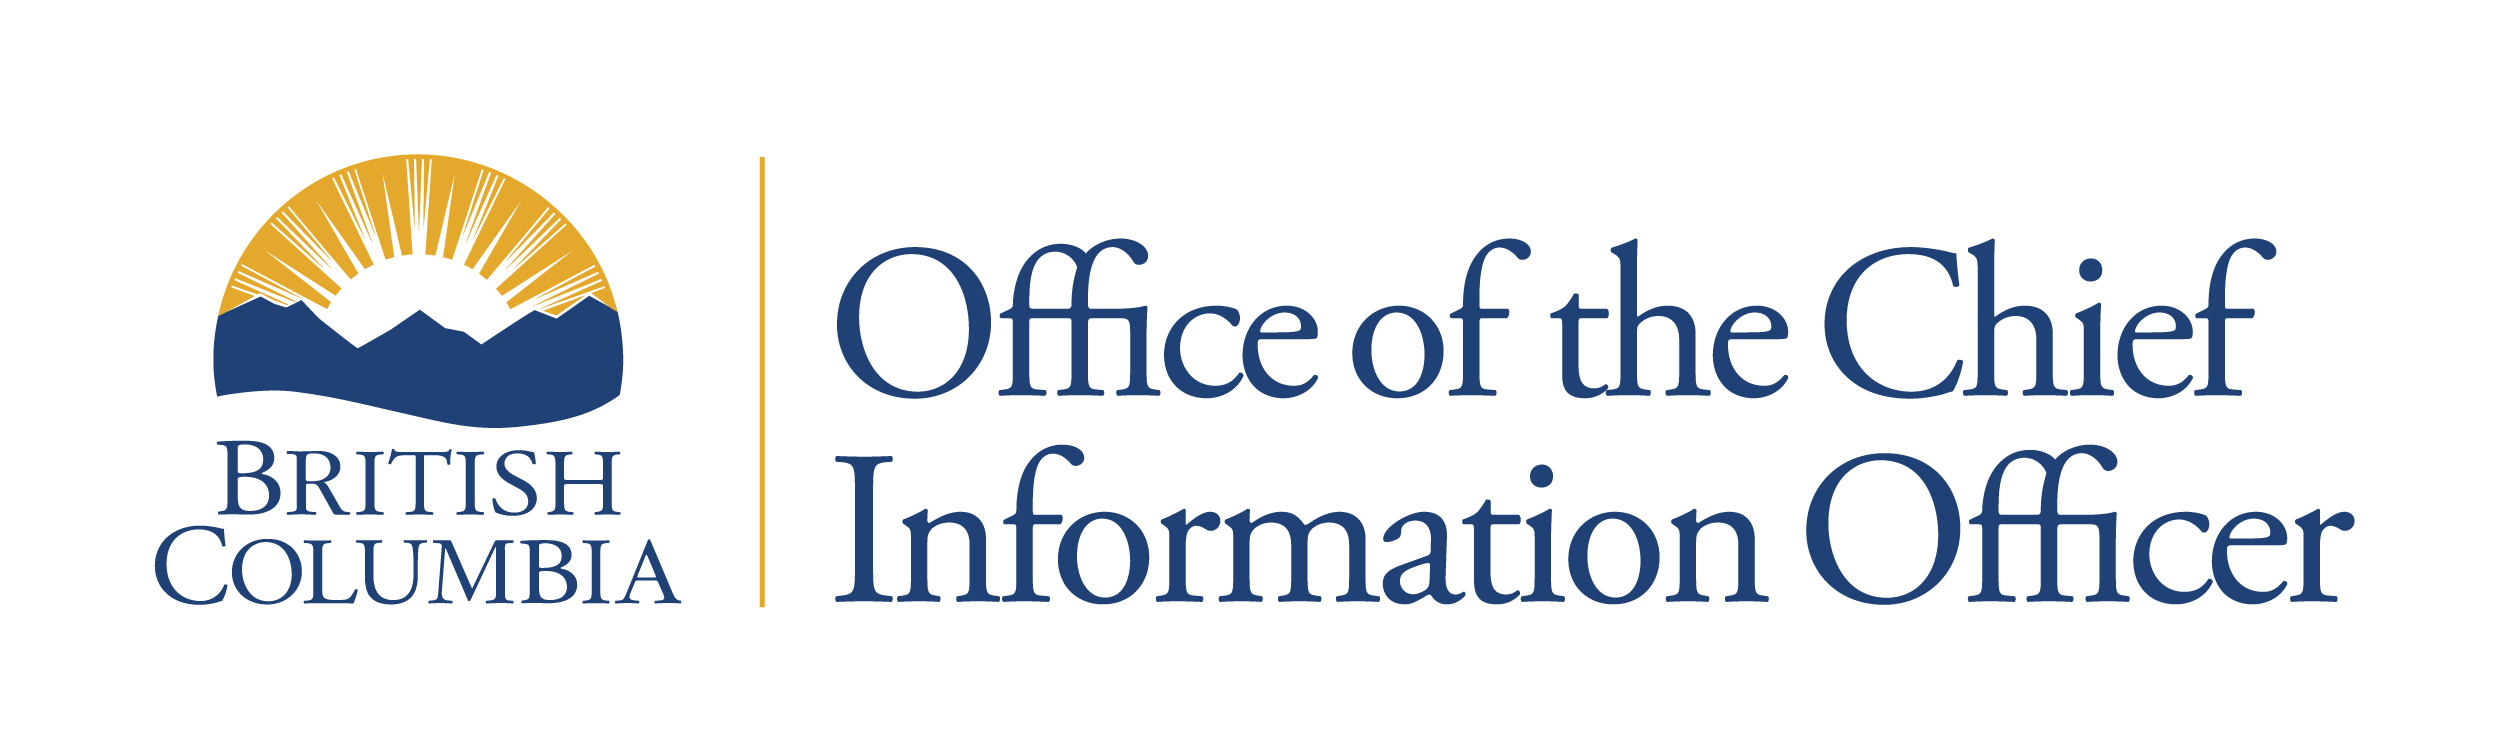 BRITISH
COLUMBIA
Office of the Chief
Information Officer